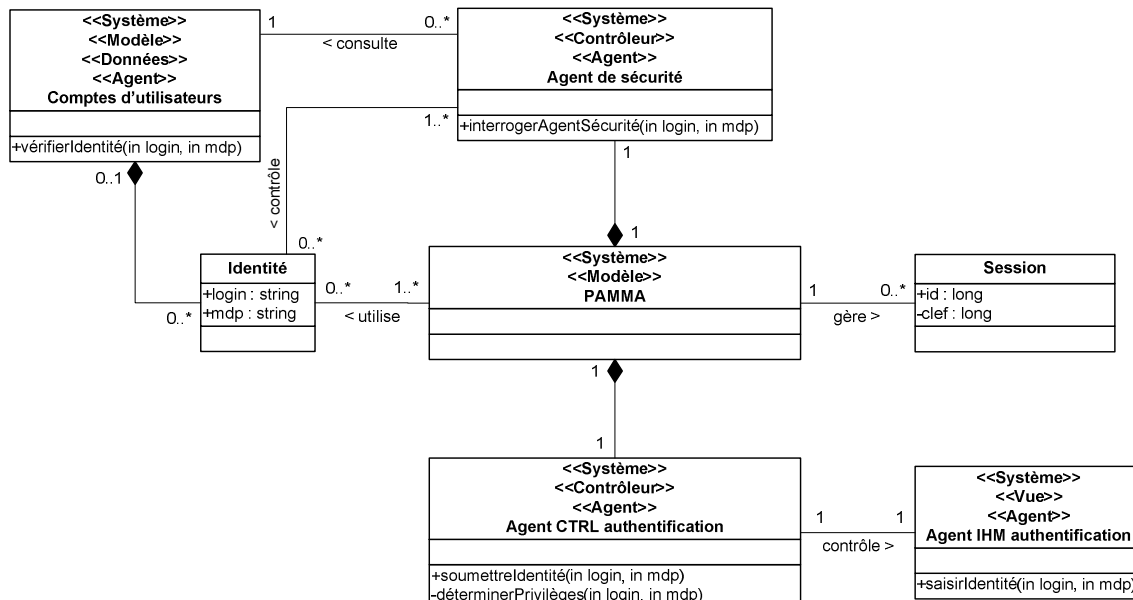 <<Système>>
<<Modèle>>
<<Données>>
<<Agent>>
Comptes d'utilisateurs
+vérifierIdentité(in login, in mdp)
1
0..*
< consulte
<<Système>>
<<Contrôleur>>
<<Agent>>
Agent de sécurité
+interrogerAgentSécurité(in login, in mdp)
1..*
< contrôle
0..*
0..1
0..*
1
1
Identité
+login : string
+mdp : string
0..*
1..*
< utilise
<<Système>>
<<Modèle>>
PAMMA
1
0..*
gère >
Session
+id : long
-clef : long
1
1
<<Système>>
<<Contrôleur>>
<<Agent>>
Agent CTRL authentification
+soumettreIdentité(in login, in mdp)
-déterminerPrivilèges(in login, in mdp)
1
1
contrôle >
<<Système>>
<<Vue>>
<<Agent>>
Agent IHM authentification
+saisirIdentité(in login, in mdp)